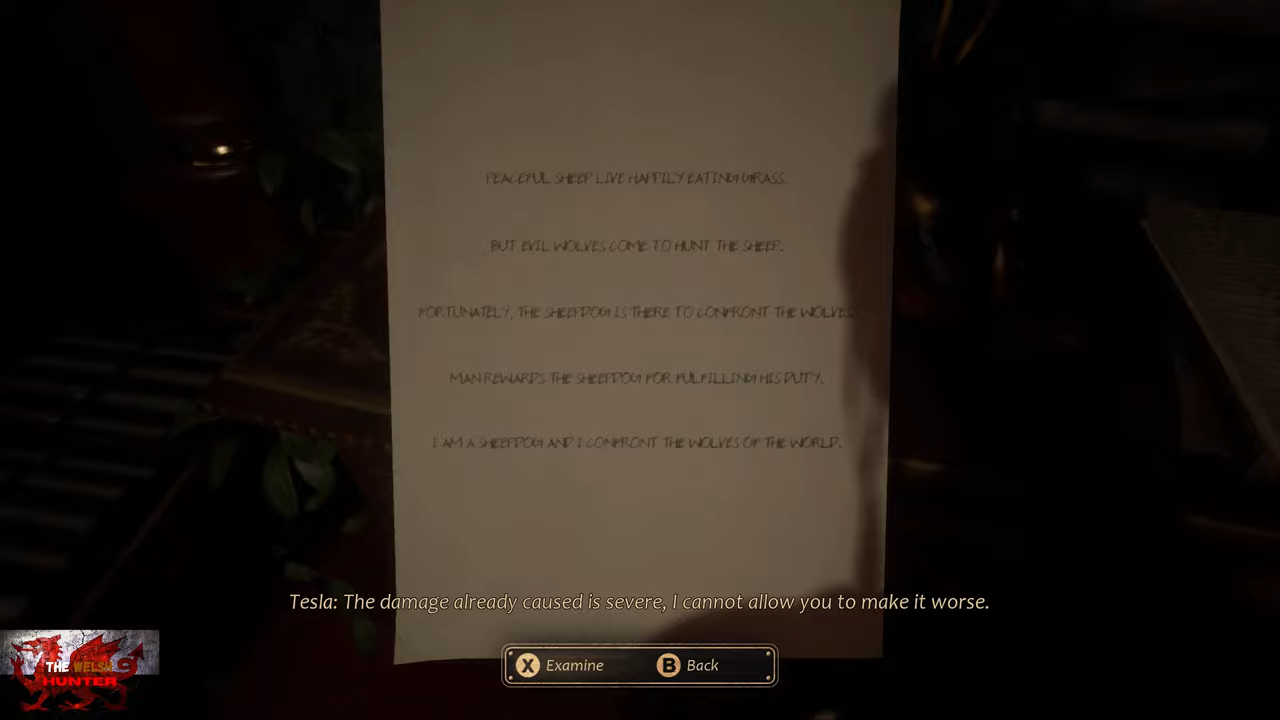 PEACEFUL SHEEP LIVE HAPPILY EATING GRASS.
BUT EVIL WOLVES COME TO HUNT THE SHEEP.
FORTUNATELY, THE SHEEPDOG IS THERE TO CONFRONT THE WOLVES.
MAN REWARDS THE SHEEPDOG FOR FULFILLING HIS DUTY.
I AM A SHEEPDOG AND I CONFRONT THE WOLVES OF THE WORLD.
Tesla: The damage already caused is severe, I cannot allow you to make it worse.
X Examine B Back
THE WELSH
HUNTER